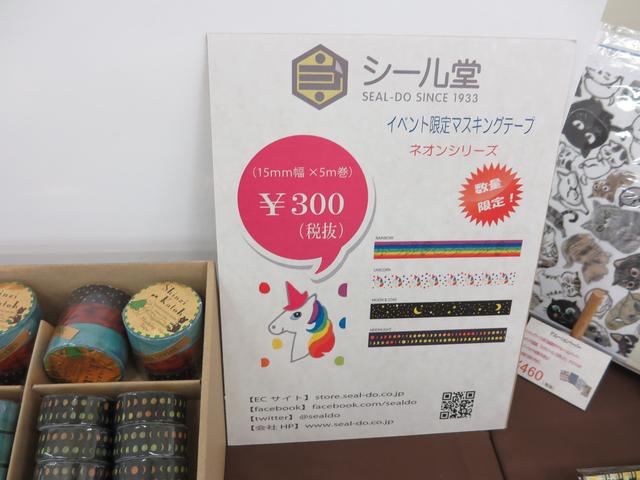 シール堂
SEAL-DO SINCE 1933
イベント限定マスキングテープ
ネオンシリーズ
(15mm幅×5m巻)
￥300
(税抜)
数量
限定!
RAINBOW
UNICORN
MOON & STAR
MOONLIGHT
【ECサイト】store.seal-do.co.jp
【facebook】facebook.com/sealdo
【twitter】@sealdo
【会社HP】www.seal-do.co.jp
Shinzi
Katoh
¥460